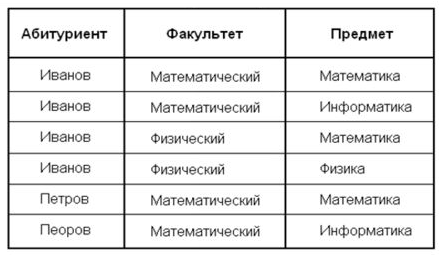 Абитуриент Факультет Предмет
Иванов Математический Математика
Иванов Математический Информатика
Иванов Физический Математика
Иванов Физический Физика
Петров Математический Математика
Пеоров Математический Информатика